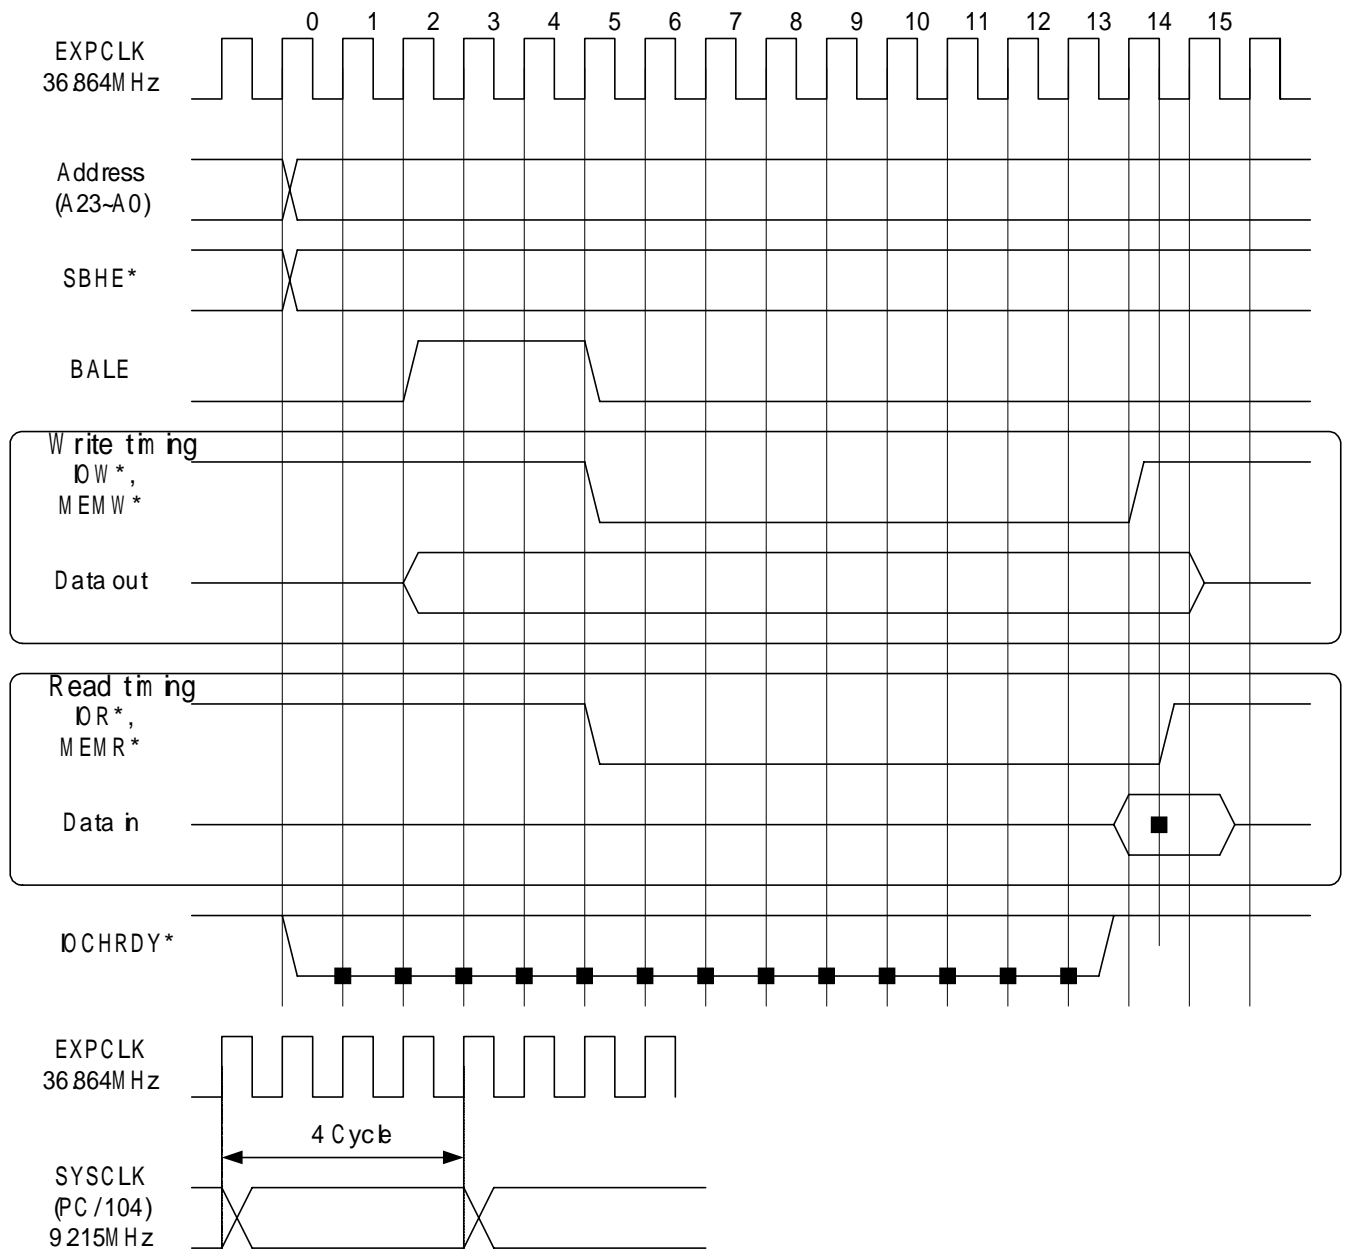 0 1 2 3 4 5 6 7 8 9 10 11 12 13 14 15
EXPCLK
36.864MHz
Address
(A23~A0)
SBHE*
BALE
Write timing
IOW*,
MEMW*
Data out
Read timing
IOR*,
MEMR*
Data in
IOCHRDY*
EXPCLK
36.864MHz
4 Cycle
SYSCLK
(PC/104)
9.215MHz